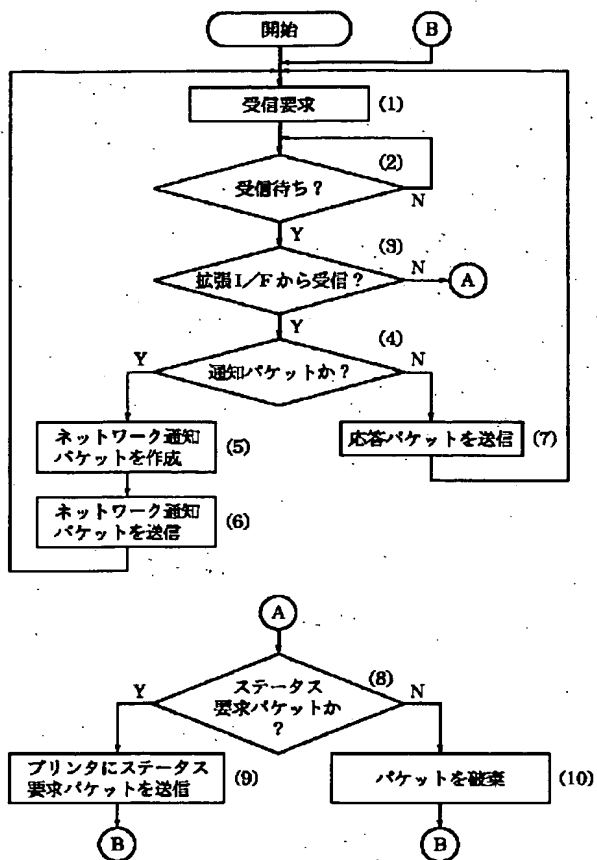 開始
B
受信要求 (1)
(2)
受信待ち?
N
Y
(3)
拡張I/Fから受信?
N
A
Y
(4)
通知パケットか?
Y
N
ネットワーク通知
パケットを作成
(5)
応答パケットを送信 (7)
ネットワーク通知
パケットを送信
(6)
A
(8)
ステータス
要求パケットか
?
Y
N
プリンタにステータス
要求パケットを送信
(9)
パケットを破棄 (10)
B
B